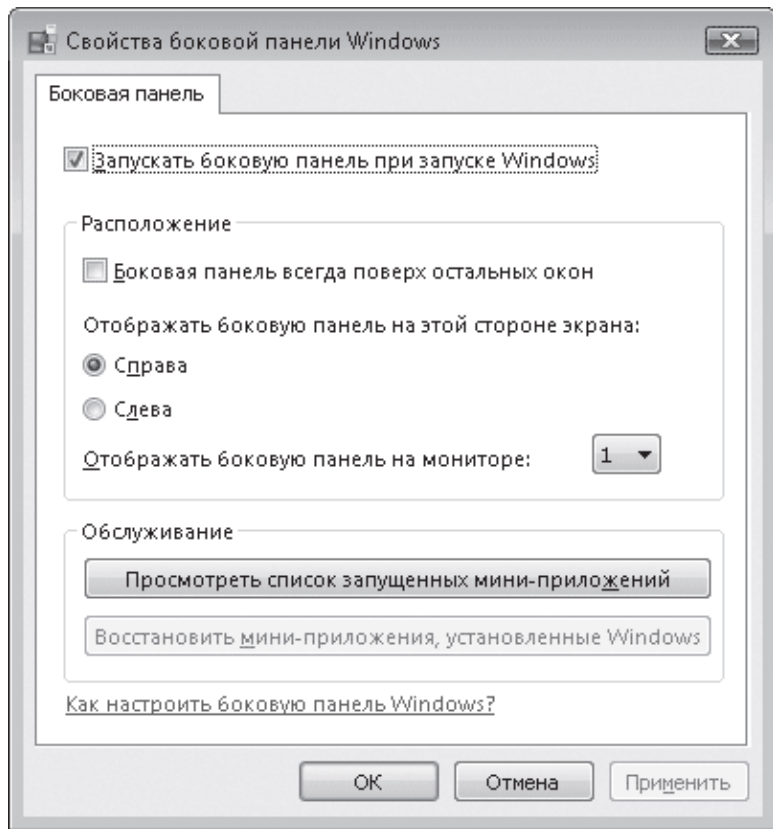 Свойства боковой панели Windows
Боковая панель
Запускать боковую панель при запуске Windows
Расположение
Боковая панель всегда поверх остальных окон
Отображать боковую панель на этой стороне экрана:
Справа
Слева
Отображать боковую панель на мониторе: 1
Обслуживание
Просмотреть список запущенных мини-приложений
Восстановить мини-приложения, установленные Windows
Как настроить боковую панель Windows?
ОК Отмена Применить